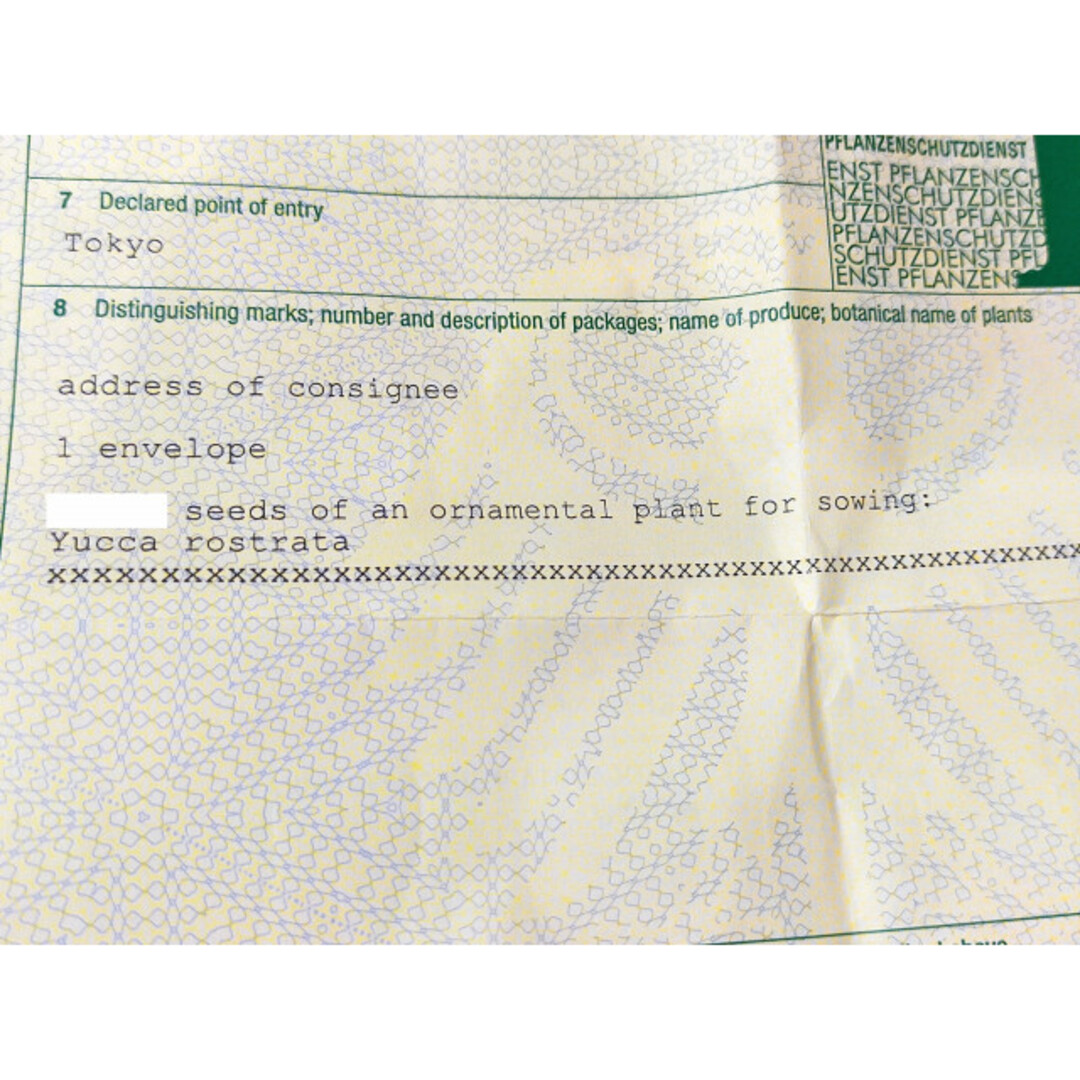 PFLANZENSCHUTZDIENST
ENST PFLANZENSCH
NZENSCHUTZDIENS
UTZDIENST PFLANZE
PFLANZENSCHUTZD
SCHUTZDIENST PFL
ENST PFLANZENS
7 Declared point of entry
Tokyo
8 Distinguishing marks; number and description of packages; name of produce; botanical name of plants
address of consignee
1 envelope
seeds of an ornamental plant for sowing:
Yucca rostrata
xxxxxxxxxxxxxxxxxxxxxxxxxxxxxxxxxxxxxxxxxxxxxxxx